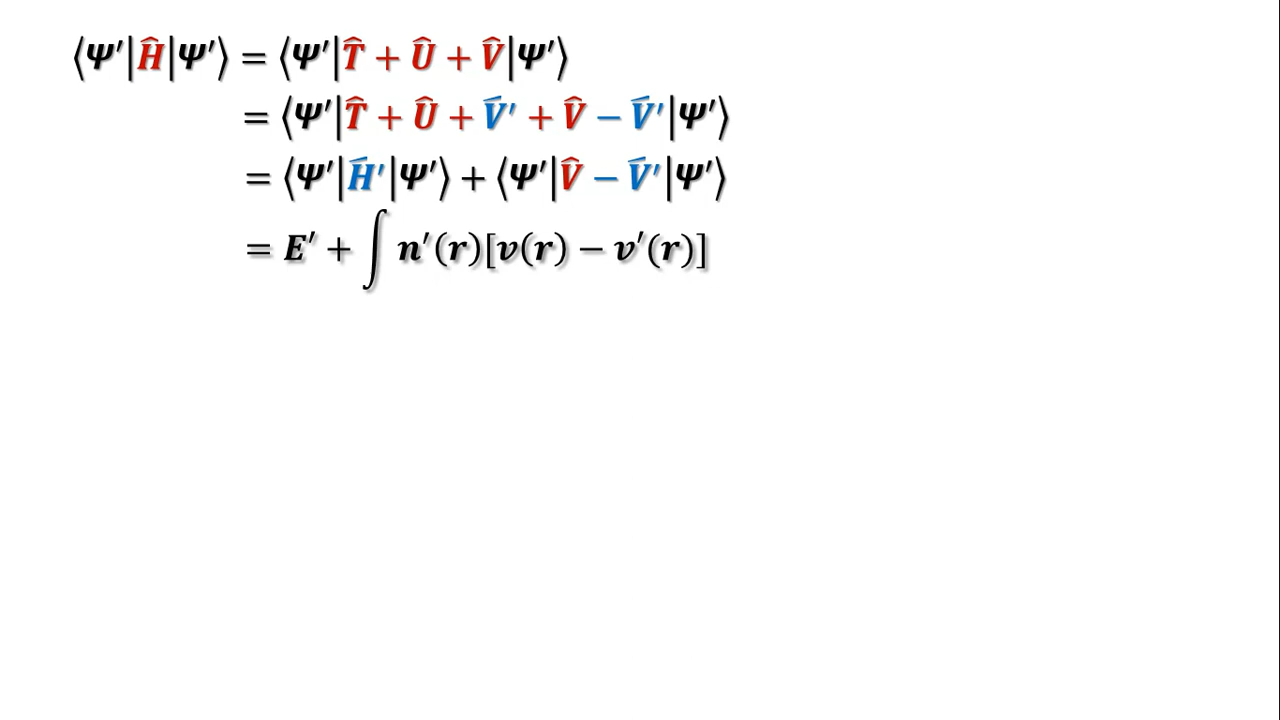 ⟨Ψ′|Ĥ|Ψ′⟩ = ⟨Ψ′|T̂ + Û + V̂|Ψ′⟩
= ⟨Ψ′|T̂ + Û + V̂′ + V̂ − V̂′|Ψ′⟩
= ⟨Ψ′|Ĥ′|Ψ′⟩ + ⟨Ψ′|V̂ − V̂′|Ψ′⟩
= E′ + ∫ n′(r)[v(r) − v′(r)]